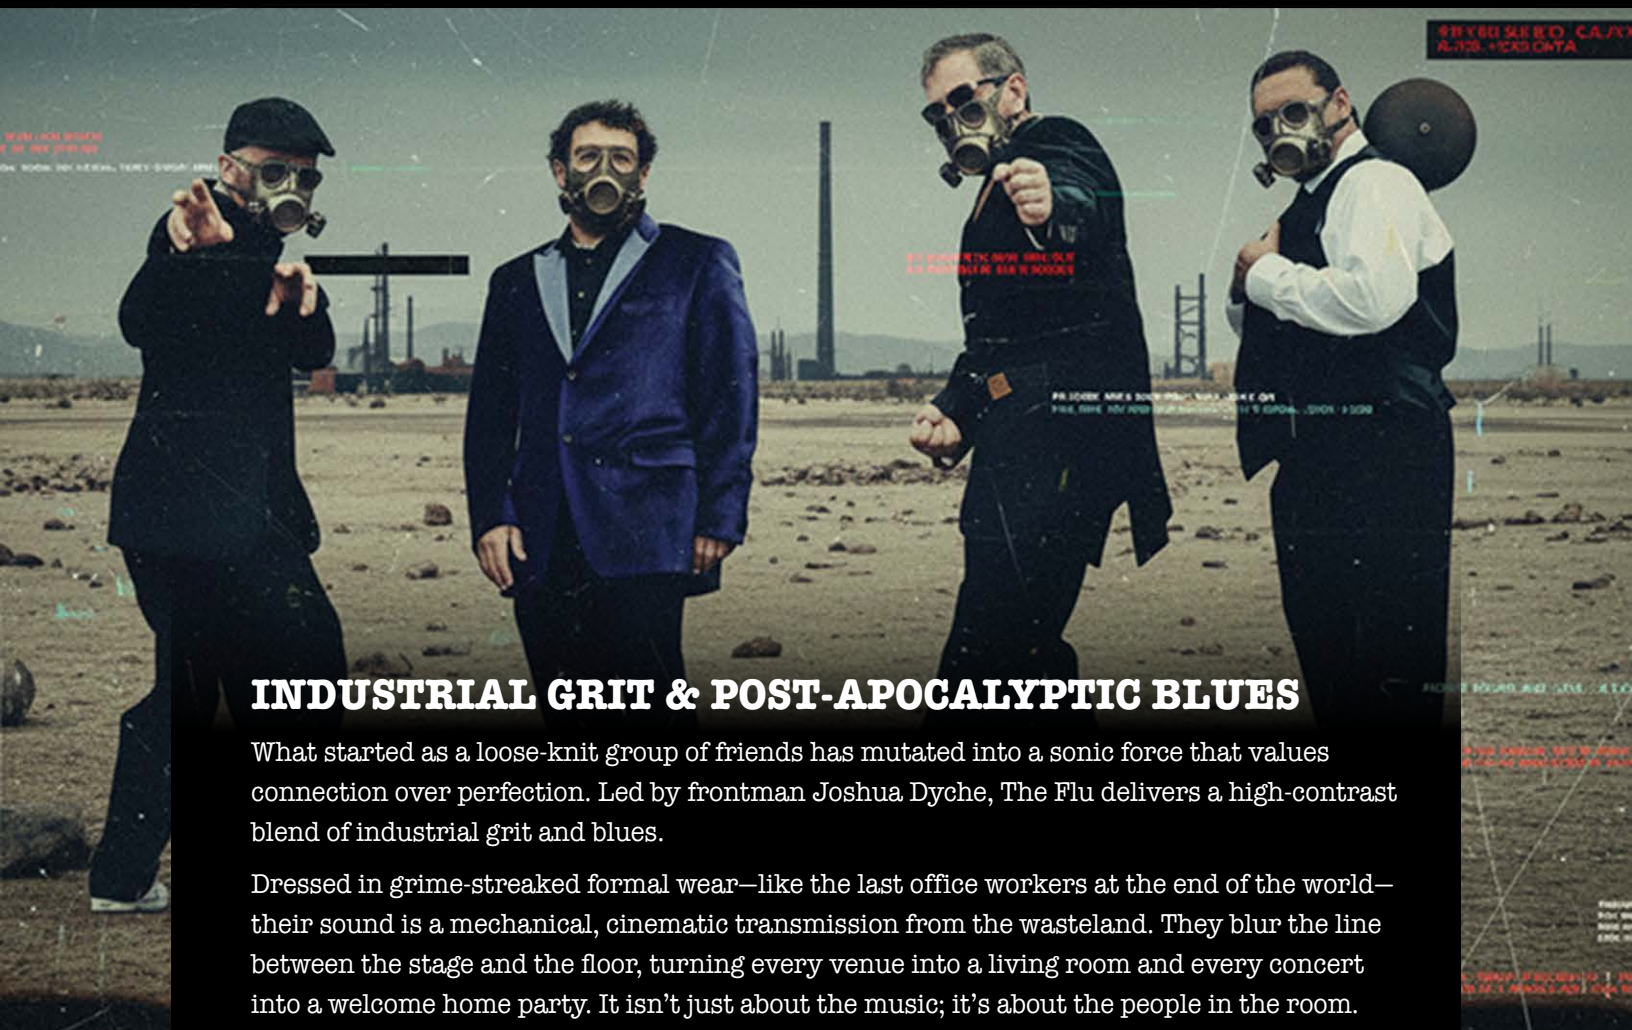 INDUSTRIAL GRIT & POST-APOCALYPTIC BLUES
What started as a loose-knit group of friends has mutated into a sonic force that values
connection over perfection. Led by frontman Joshua Dyche, The Flu delivers a high-contrast
blend of industrial grit and blues.
Dressed in grime-streaked formal wear—like the last office workers at the end of the world—
their sound is a mechanical, cinematic transmission from the wasteland. They blur the line
between the stage and the floor, turning every venue into a living room and every concert
into a welcome home party. It isn’t just about the music; it’s about the people in the room.